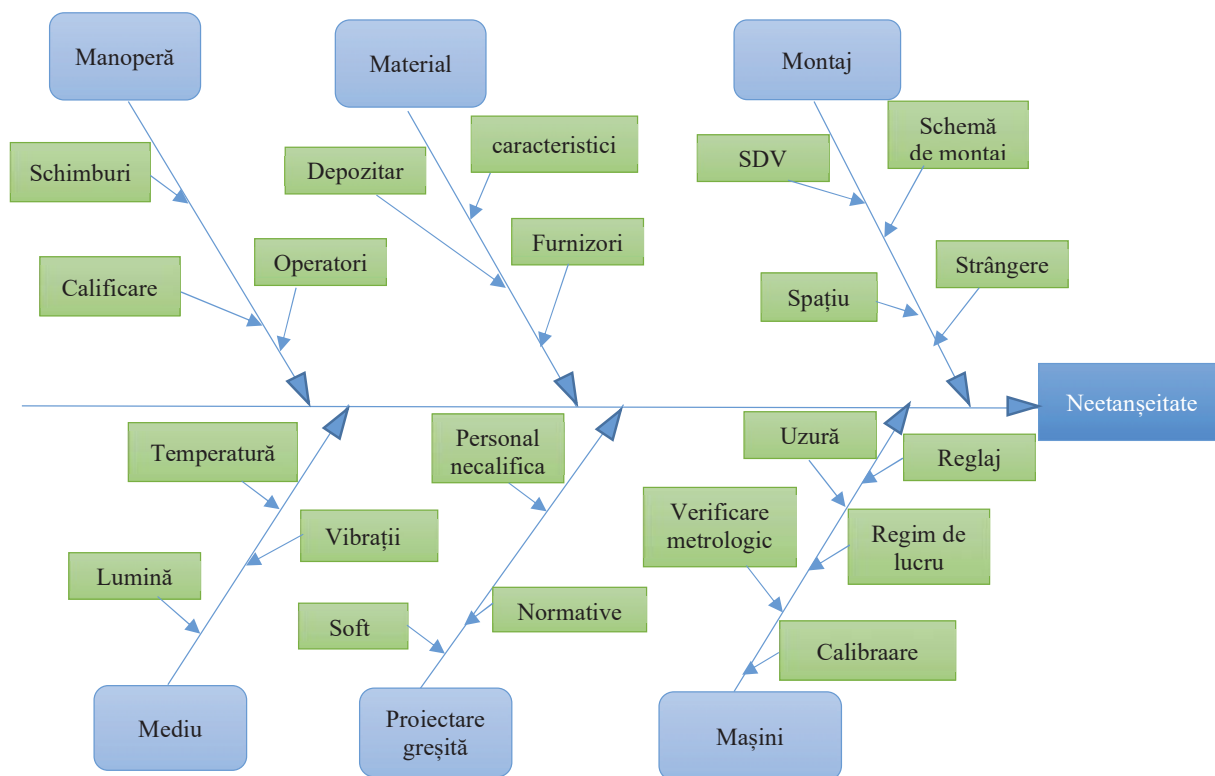 Manoperă
Material
Montaj
Schimburi
Depozitar
caracteristici
SDV
Schemă
de montaj
Calificare
Operatori
Furnizori
Spațiu
Strângere
Neetanșeitate
Temperatură
Personal
necalifica
Uzură
Reglaj
Lumină
Vibrații
Soft
Normative
Verificare
metrologic
Regim de
lucru
Calibraare
Mediu
Proiectare
greșită
Mașini